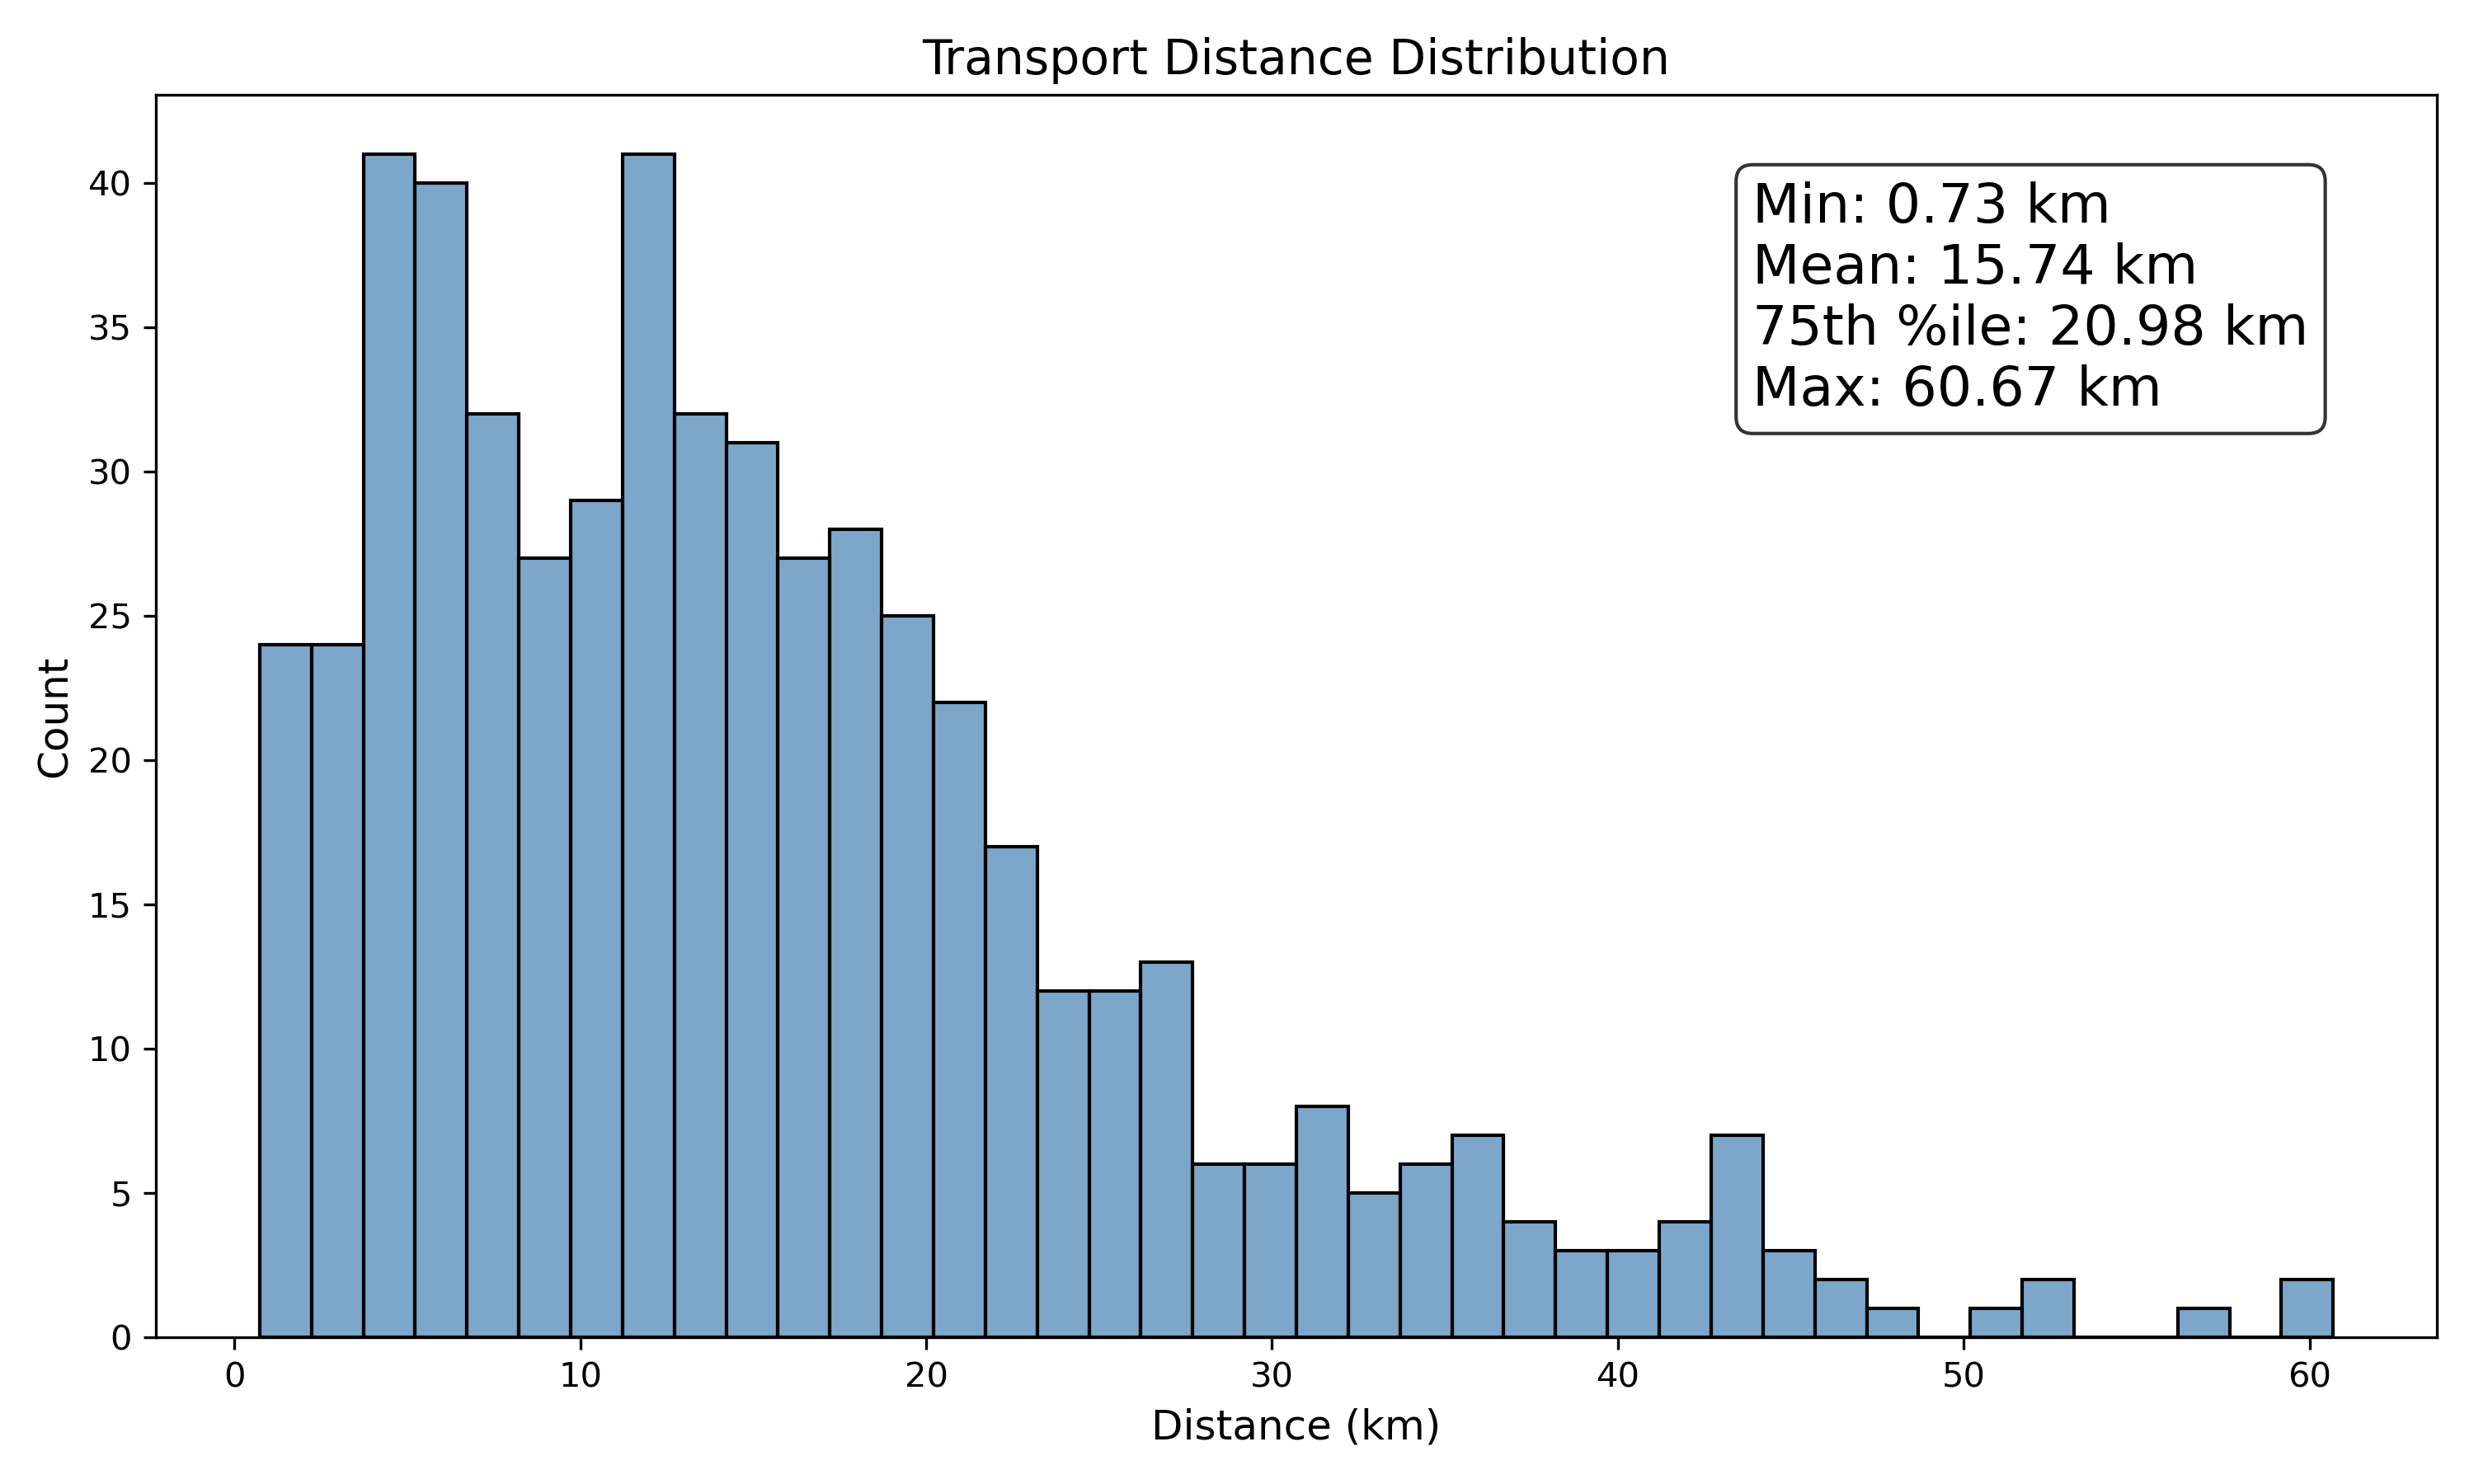 Transport Distance Distribution
Min: 0.73 km
Mean: 15.74 km
75th %ile: 20.98 km
Max: 60.67 km
Count
40
35
30
25
20
15
10
5
0
0 10 20 30 40 50 60
Distance (km)